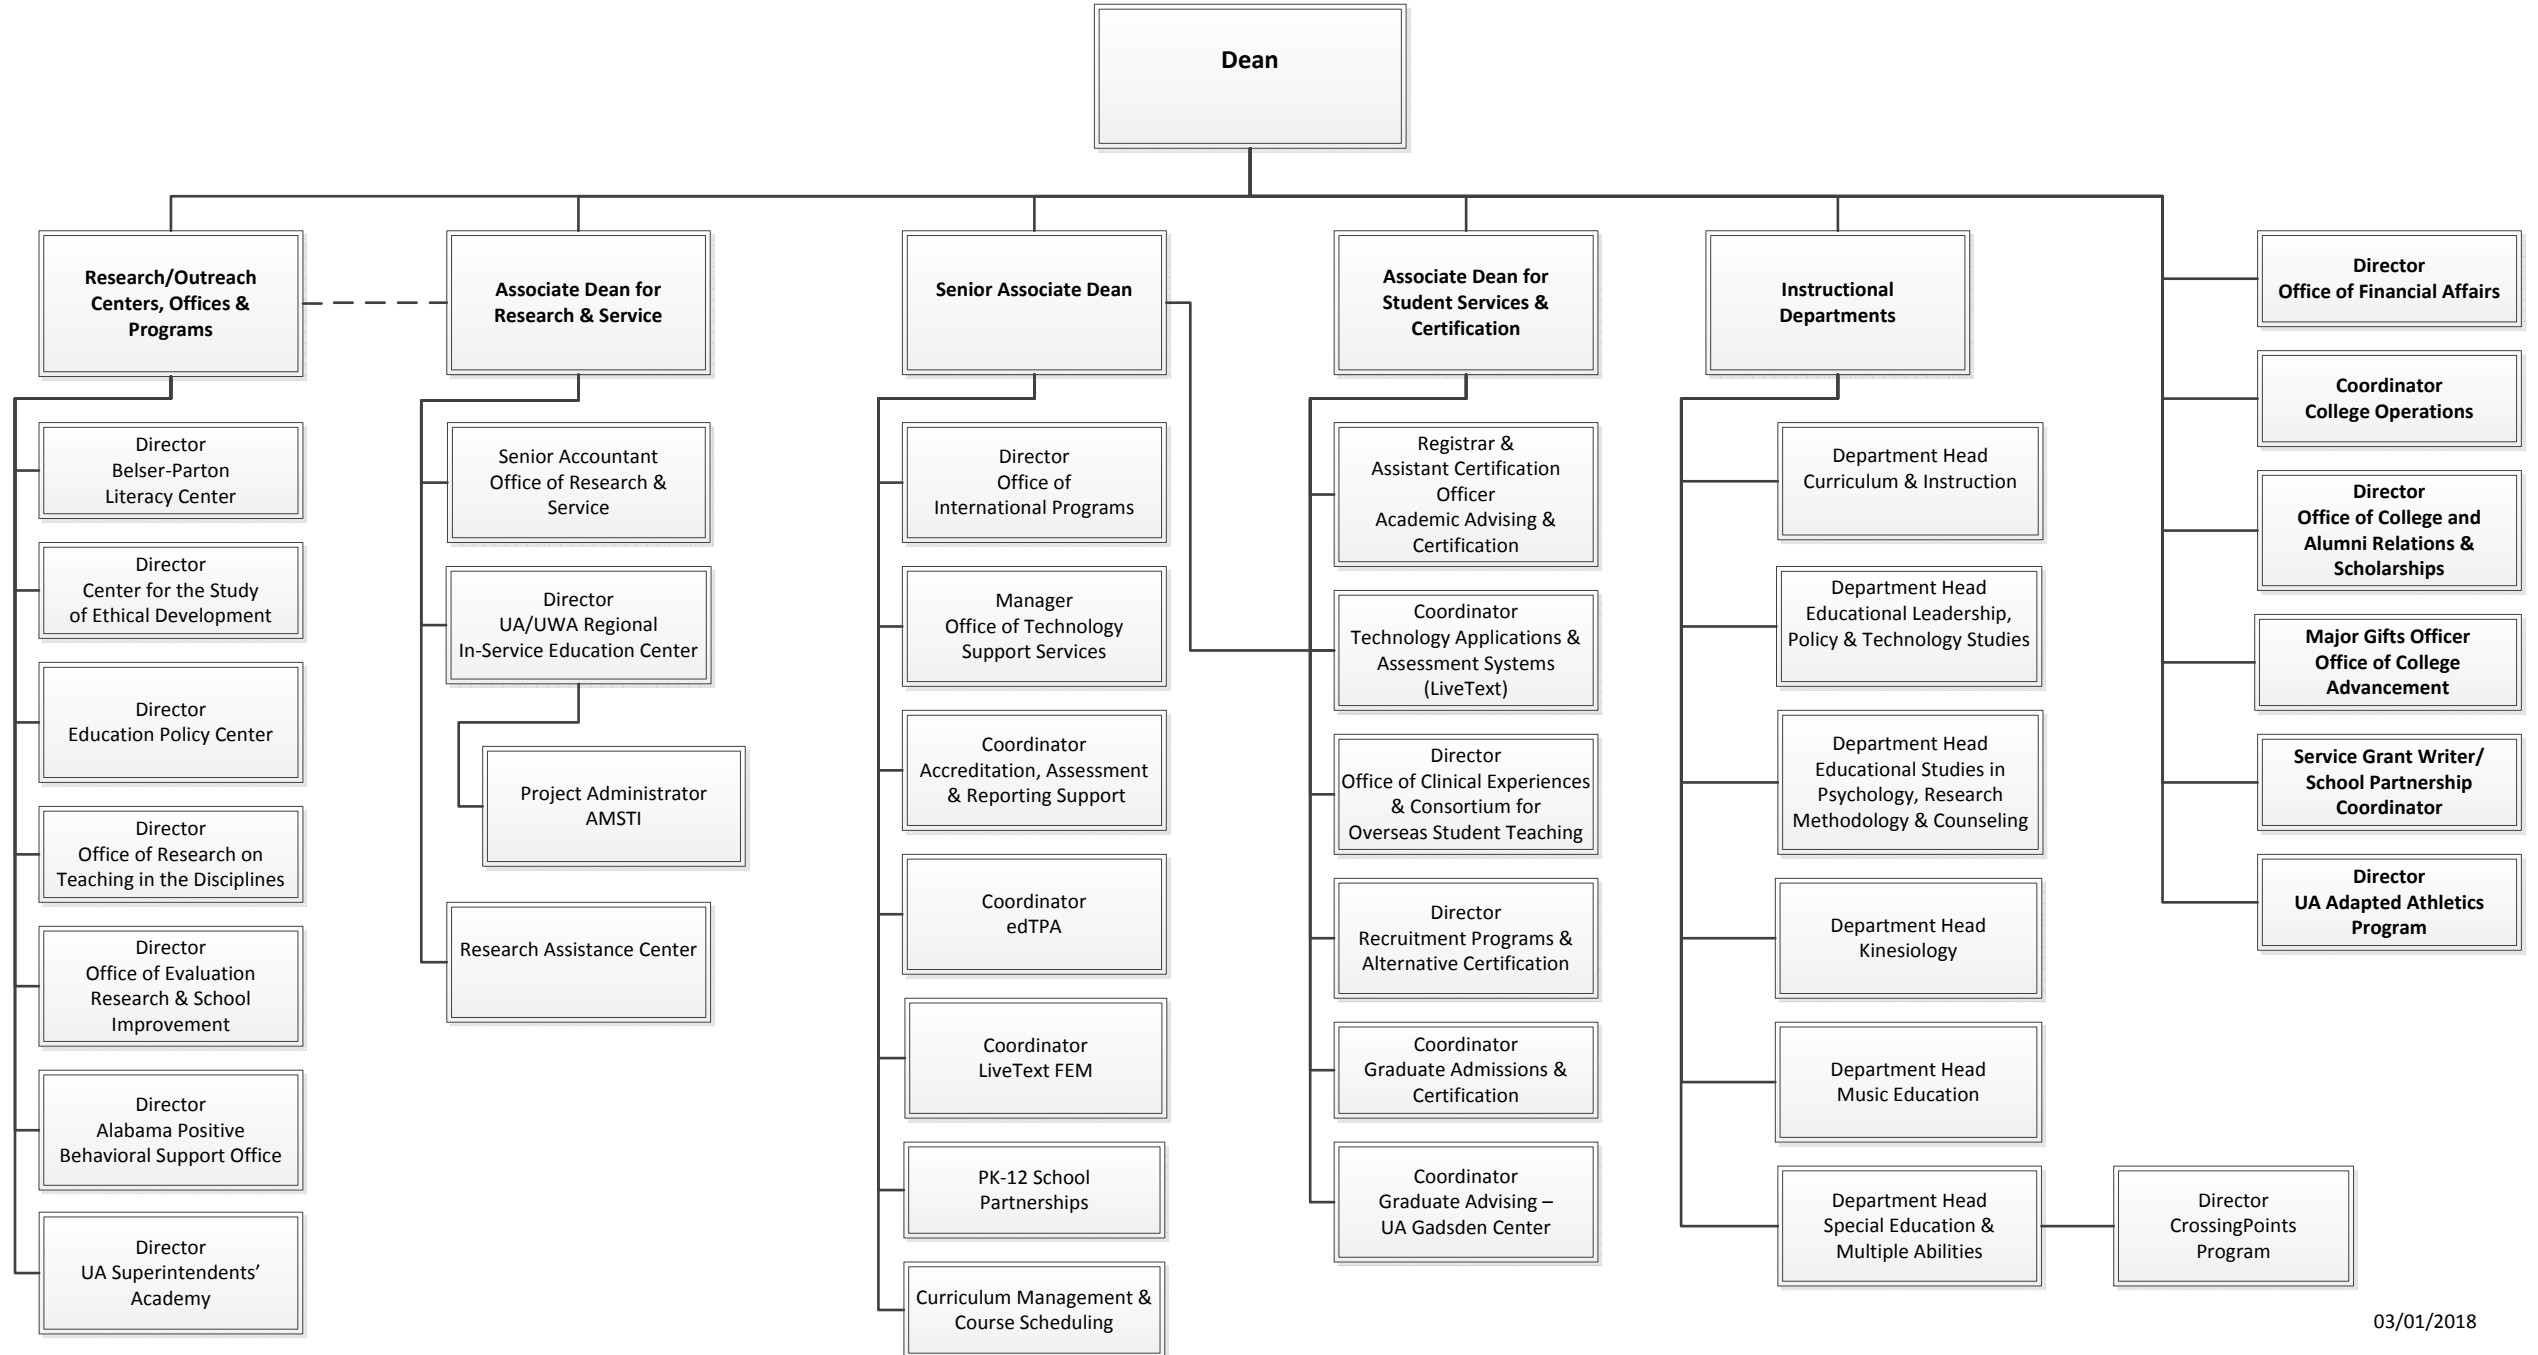 Dean
Research/Outreach
Centers, Offices &
Programs
Director
Belser-Parton
Literacy Center
Director
Center for the Study
of Ethical Development
Director
Education Policy Center
Director
Office of Research on
Teaching in the Disciplines
Director
Office of Evaluation
Research & School
Improvement
Director
Alabama Positive
Behavioral Support Office
Director
UA Superintendents’
Academy
Associate Dean for
Research & Service
Senior Accountant
Office of Research &
Service
Director
UA/UWA Regional
In-Service Education Center
Project Administrator
AMSTI
Research Assistance Center
Senior Associate Dean
Director
Office of
International Programs
Manager
Office of Technology
Support Services
Coordinator
Accreditation, Assessment
& Reporting Support
Coordinator
edTPA
Coordinator
LiveText FEM
PK-12 School
Partnerships
Curriculum Management &
Course Scheduling
Associate Dean for
Student Services &
Certification
Registrar &
Assistant Certification
Officer
Academic Advising &
Certification
Coordinator
Technology Applications &
Assessment Systems
(LiveText)
Director
Office of Clinical Experiences
& Consortium for
Overseas Student Teaching
Director
Recruitment Programs &
Alternative Certification
Coordinator
Graduate Admissions &
Certification
Coordinator
Graduate Advising –
UA Gadsden Center
Instructional
Departments
Department Head
Curriculum & Instruction
Department Head
Educational Leadership,
Policy & Technology Studies
Department Head
Educational Studies in
Psychology, Research
Methodology & Counseling
Department Head
Kinesiology
Department Head
Music Education
Department Head
Special Education &
Multiple Abilities
Director
CrossingPoints
Program
Director
Office of Financial Affairs
Coordinator
College Operations
Director
Office of College and
Alumni Relations &
Scholarships
Major Gifts Officer
Office of College
Advancement
Service Grant Writer/
School Partnership
Coordinator
Director
UA Adapted Athletics
Program
03/01/2018